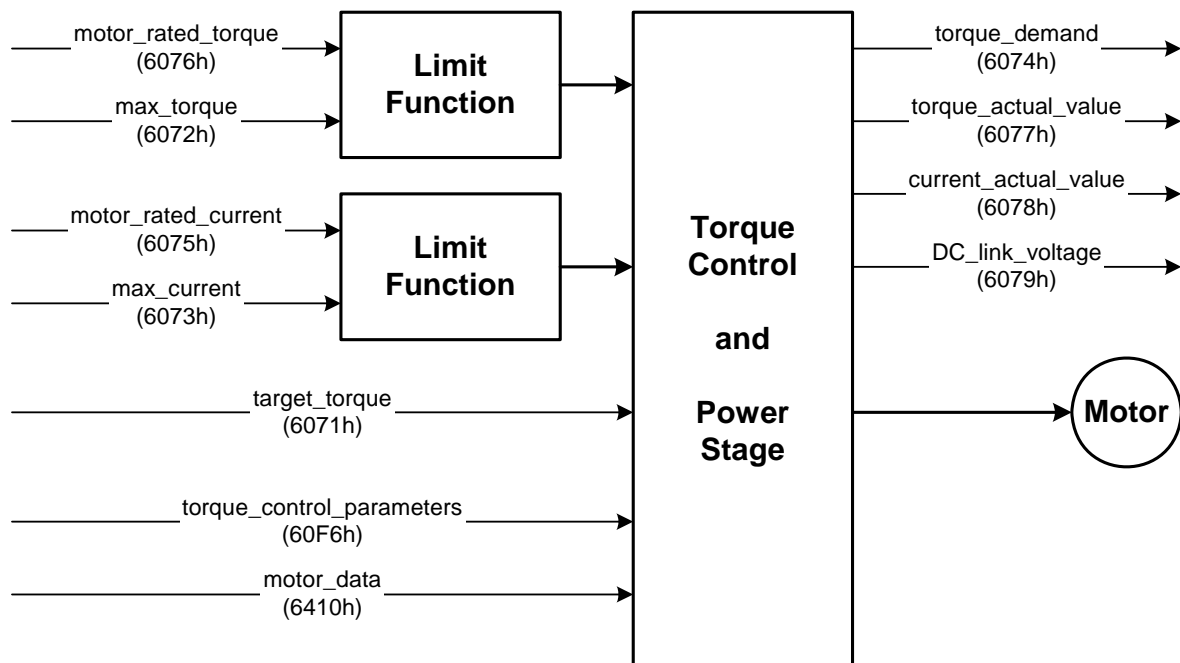 motor_rated_torque
(6076h)
max_torque
(6072h)
Limit
Function
motor_rated_current
(6075h)
max_current
(6073h)
Limit
Function
target_torque
(6071h)
torque_control_parameters
(60F6h)
motor_data
(6410h)
Torque
Control
and
Power
Stage
torque_demand
(6074h)
torque_actual_value
(6077h)
current_actual_value
(6078h)
DC_link_voltage
(6079h)
Motor